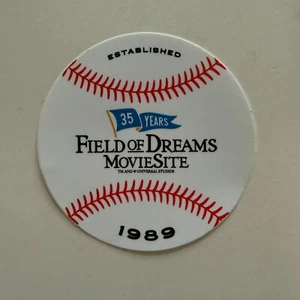 ESTABLISHED
35 YEARS
FIELD OF DREAMS
MOVIESITE
TM AND © UNIVERSAL STUDIOS
1989